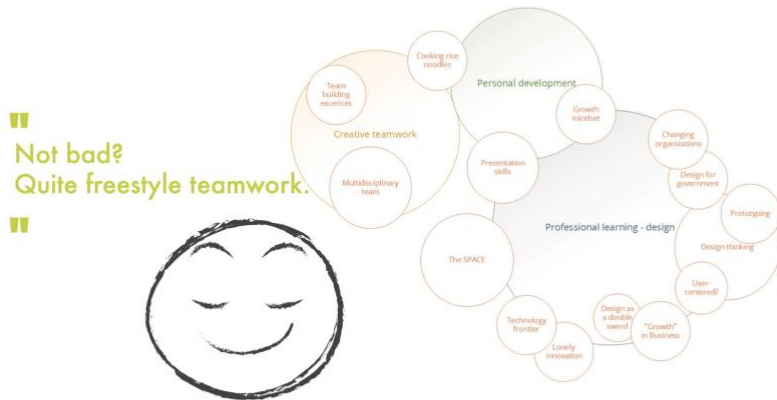 "
Not bad?
Quite freestyle teamwork.
"
Cooking rice
noodles
Team
building
excerices
Creative teamwork
Multidisciplinary
team
Personal development
Growth
mindset
Presentation
skills
Changing
organizations
Design for
government
Prototyping
Professional learning - design
Design thinking
The SPACE
User-
centered?
Technology
frontier
Lonely
innovation
Design as
a double
sword
"Growth"
in Business